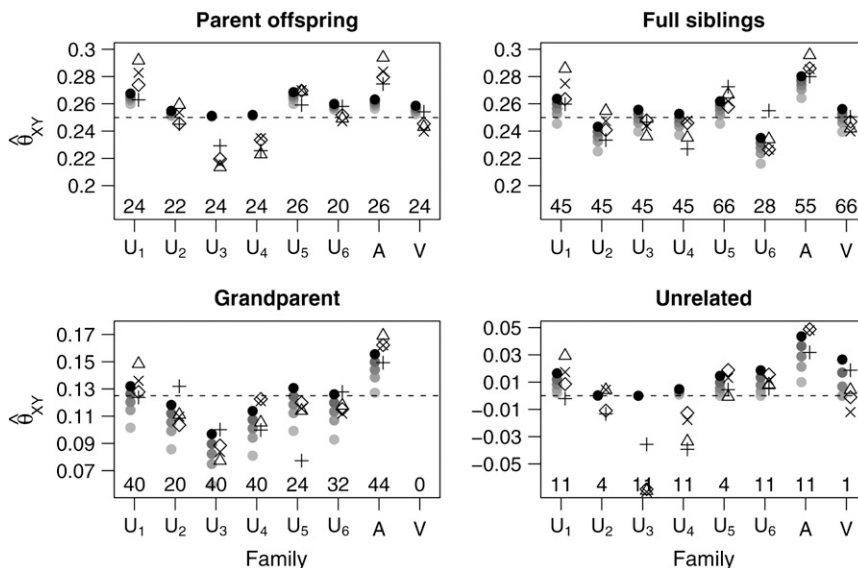 Parent offspring
0.3
0.28
0.26
0.24
0.22
0.2
θ̂XY
24 22 24 24 26 20 26 24
U1 U2 U3 U4 U5 U6 A V
Full siblings
0.3
0.28
0.26
0.24
0.22
0.2
45 45 45 45 66 28 55 66
U1 U2 U3 U4 U5 U6 A V
Grandparent
0.17
0.15
0.13
0.11
0.09
0.07
θ̂XY
40 20 40 40 24 32 44 0
U1 U2 U3 U4 U5 U6 A V
Family
Unrelated
0.05
0.03
0.01
−0.01
−0.03
−0.05
11 4 11 11 4 11 11 1
U1 U2 U3 U4 U5 U6 A V
Family